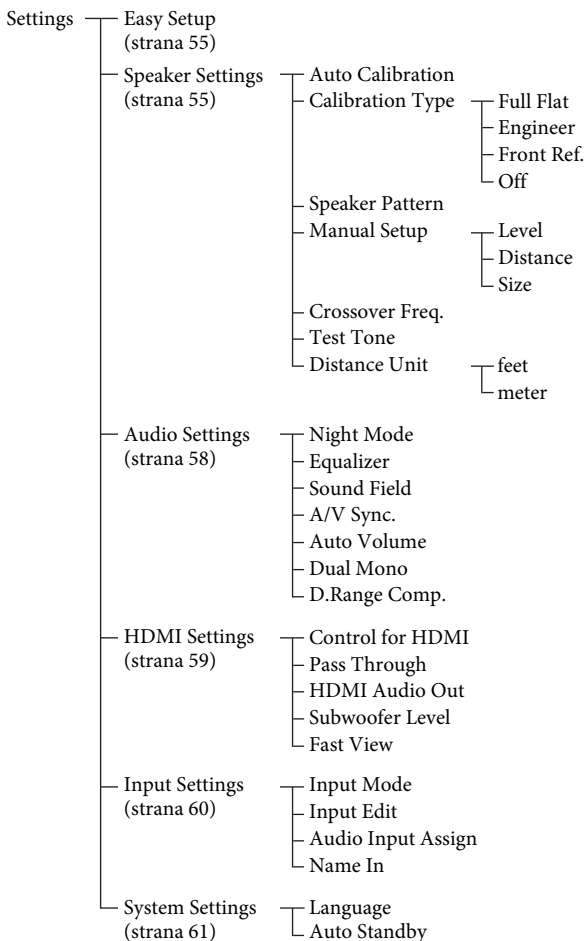 Settings
Easy Setup
(strana 55)
Speaker Settings
(strana 55)
Auto Calibration
Calibration Type
Full Flat
Engineer
Front Ref.
Off
Speaker Pattern
Manual Setup
Level
Distance
Size
Crossover Freq.
Test Tone
Distance Unit
feet
meter
Audio Settings
(strana 58)
Night Mode
Equalizer
Sound Field
A/V Sync.
Auto Volume
Dual Mono
D.Range Comp.
HDMI Settings
(strana 59)
Control for HDMI
Pass Through
HDMI Audio Out
Subwoofer Level
Fast View
Input Settings
(strana 60)
Input Mode
Input Edit
Audio Input Assign
Name In
System Settings
(strana 61)
Language
Auto Standby